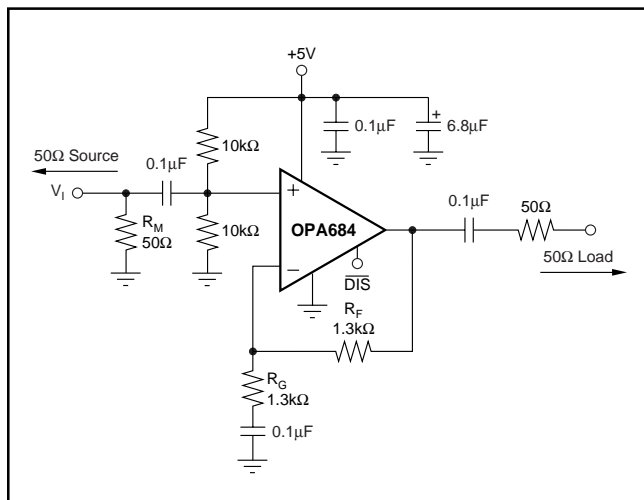 +5V
0.1µF
+
6.8µF
10kΩ
50Ω Source
0.1µF
V_I
R_M
50Ω
10kΩ
+
OPA684
−
D̅I̅S̅
0.1µF
50Ω
50Ω Load
R_F
1.3kΩ
R_G
1.3kΩ
0.1µF